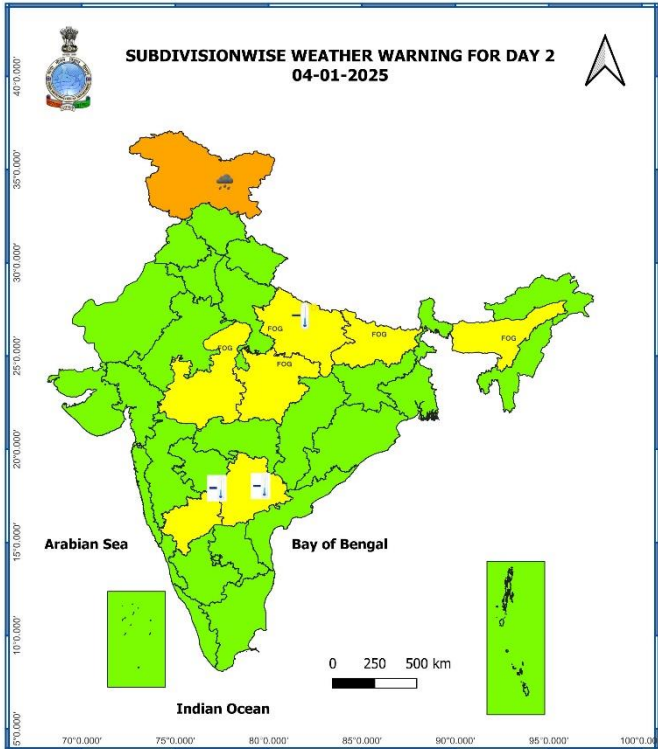 SUBDIVISIONWISE WEATHER WARNING FOR DAY 2
04-01-2025
40°0.000'
35°0.000'
30°0.000'
25°0.000'
20°0.000'
15°0.000'
10°0.000'
5°0.000'
FOG
FOG
FOG
FOG
FOG
Arabian Sea
Bay of Bengal
0 250 500 km
Indian Ocean
70°0.000' 75°0.000' 80°0.000' 85°0.000' 90°0.000' 95°0.000' 100°0.00